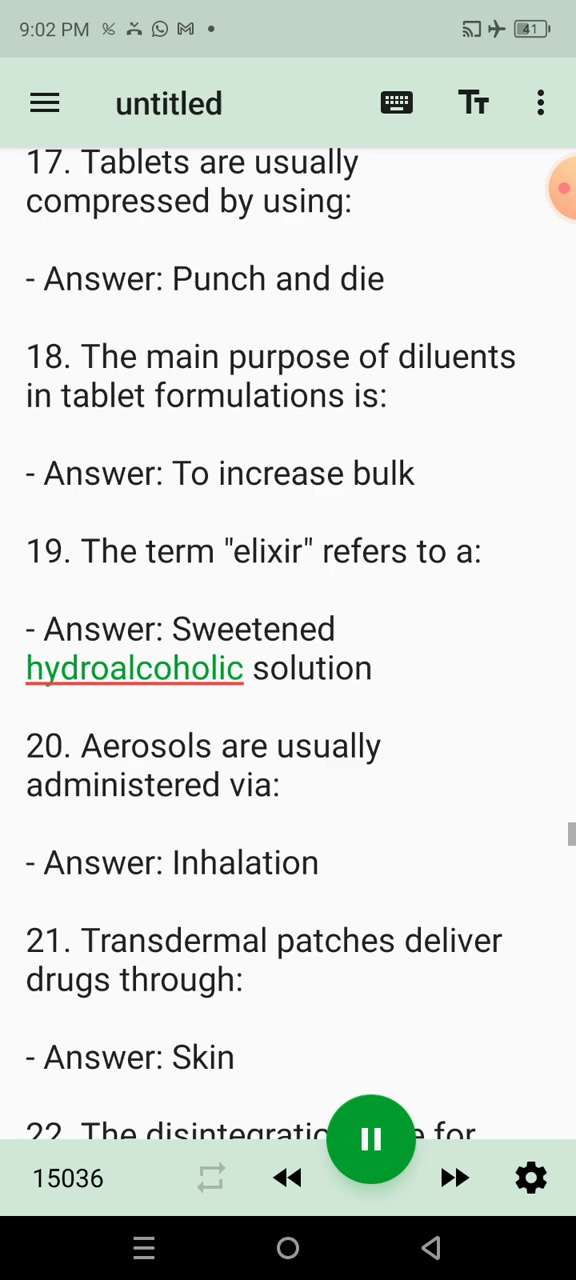 9:02 PM
41
untitled
17. Tablets are usually
compressed by using:
- Answer: Punch and die
18. The main purpose of diluents
in tablet formulations is:
- Answer: To increase bulk
19. The term "elixir" refers to a:
- Answer: Sweetened
hydroalcoholic solution
20. Aerosols are usually
administered via:
- Answer: Inhalation
21. Transdermal patches deliver
drugs through:
- Answer: Skin
22. The for
15036